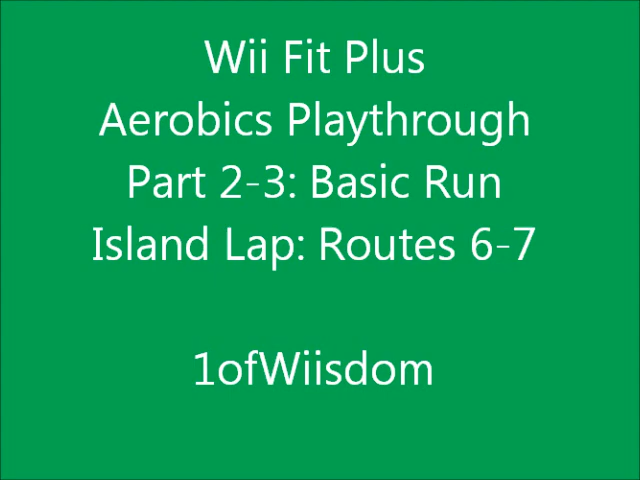 Wii Fit Plus
Aerobics Playthrough
Part 2-3: Basic Run
Island Lap: Routes 6-7
1ofWiisdom